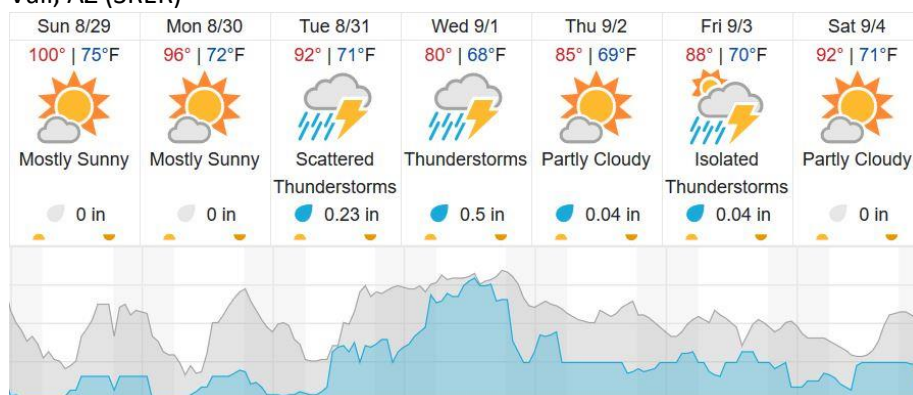 Vail, AZ (SRER)
Sun 8/29 Mon 8/30 Tue 8/31 Wed 9/1 Thu 9/2 Fri 9/3 Sat 9/4
100° | 75°F 96° | 72°F 92° | 71°F 80° | 68°F 85° | 69°F 88° | 70°F 92° | 71°F
Mostly Sunny Mostly Sunny Scattered Thunderstorms Partly Cloudy Isolated Partly Cloudy
Thunderstorms Thunderstorms
0 in 0 in 0.23 in 0.5 in 0.04 in 0.04 in 0 in